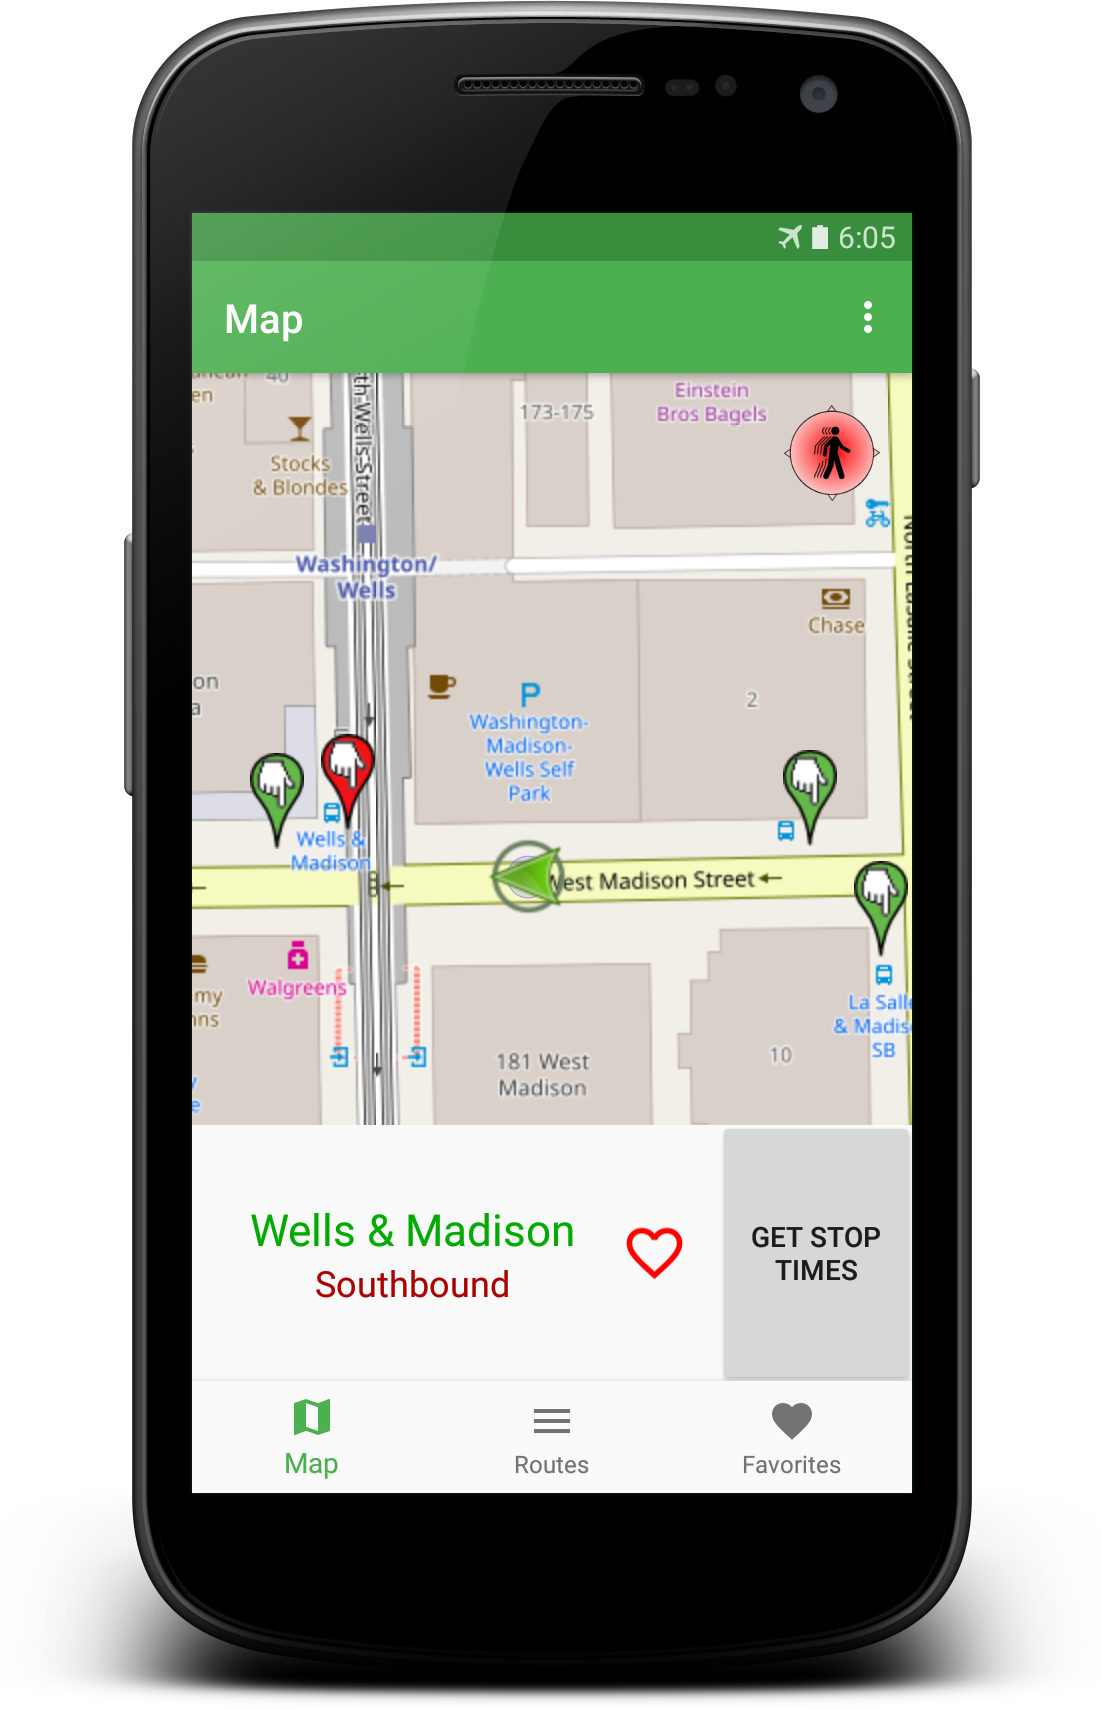 6:05
Map
en
40
173-175
Einstein
Bros Bagels
Stocks
& Blondes
th Wells Street
Washington/
Wells
Chase
on
a
2
P
Washington-
Madison-
Wells Self
Park
Wells &
Madison
West Madison Street
Walgreens
my
ns
La Salle
& Madis
SB
181 West
Madison
10
e
Wells & Madison
Southbound
GET STOP
TIMES
Map
Routes
Favorites